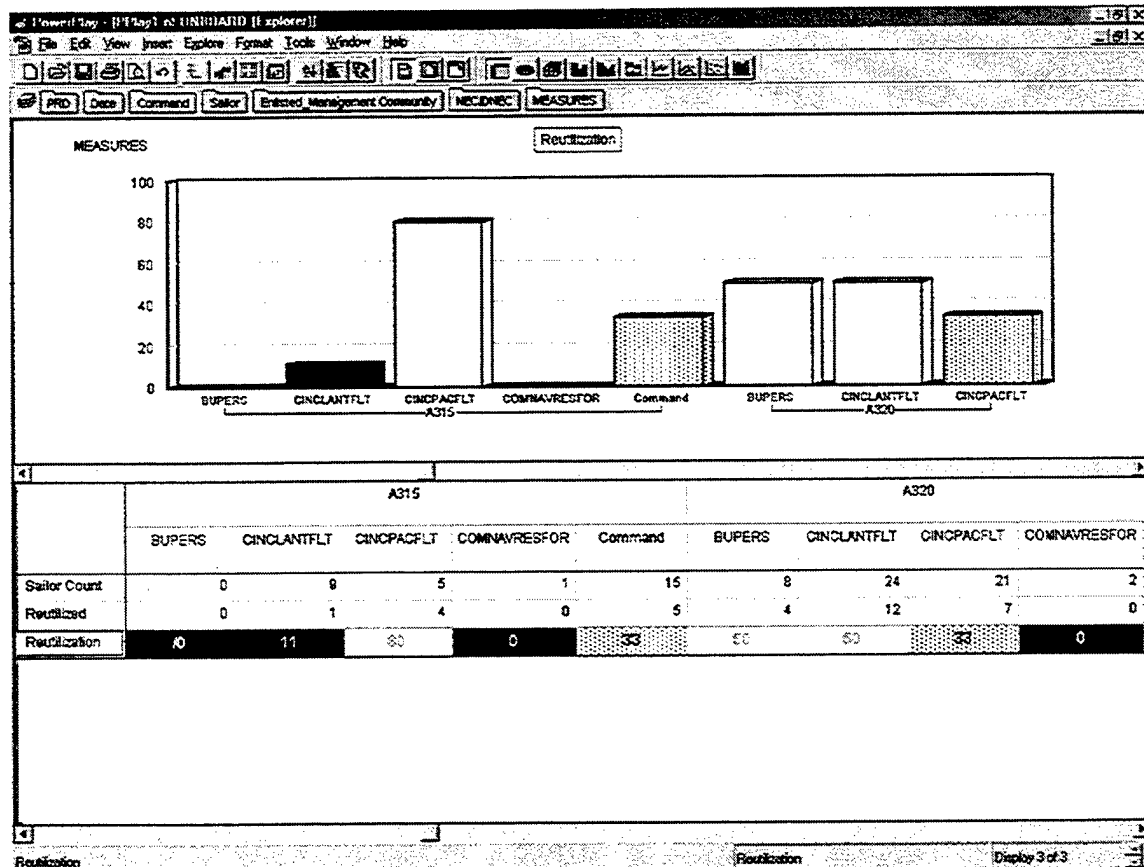 PowerPlay - [PPlay1 of UNIBOARD [Explorer]]
File Edit View Insert Explore Format Tools Window Help
PRD Date Command Sailor Enlisted_Management Community NEC/DNEC MEASURES
MEASURES
Reutilization
100
80
60
40
20
0
BUPERS CINCLANTFLT CINCPACFLT COMNAVRESFOR Command BUPERS CINCLANTFLT CINCPACFLT
A315 A320
A315 A320
BUPERS CINCLANTFLT CINCPACFLT COMNAVRESFOR Command BUPERS CINCLANTFLT CINCPACFLT COMNAVRESFOR
Sailor Count 0 9 5 1 15 8 24 21 2
Reutilized 0 1 4 0 5 4 12 7 0
Reutilization /0 11 80 0 33 50 50 33 0
Reutilization Reutilization Display 3 of 3